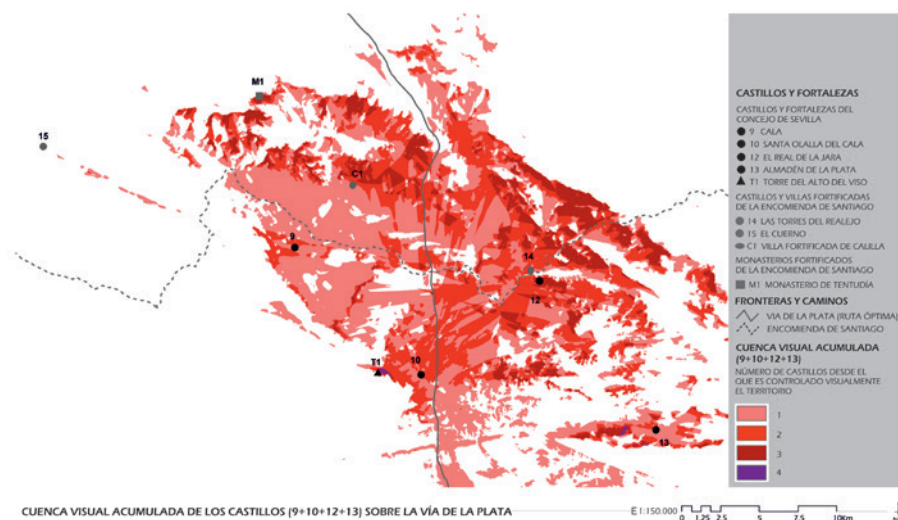 M1
15
C1
9
14
12
T1
10
13
CASTILLOS Y FORTALEZAS
CASTILLOS Y FORTALEZAS DEL
CONCEJO DE SEVILLA
9 CALA
10 SANTA OLALLA DEL CALA
12 EL REAL DE LA JARA
13 ALMADÉN DE LA PLATA
T1 TORRE DEL ALTO DEL VISO
CASTILLOS Y VILLAS FORTIFICADAS
DE LA ENCOMIENDA DE SANTIAGO
14 LAS TORRES DEL REALEJO
15 EL CUERNO
C1 VILLA FORTIFICADA DE CALILLA
MONASTERIOS FORTIFICADOS
DE LA ENCOMIENDA DE SANTIAGO
M1 MONASTERIO DE TENTUDÍA
FRONTERAS Y CAMINOS
VIA DE LA PLATA (RUTA ÓPTIMA)
ENCOMIENDA DE SANTIAGO
CUENCA VISUAL ACUMULADA
(9+10+12+13)
NÚMERO DE CASTILLOS DESDE EL
QUE ES CONTROLADO VISUALMENTE
EL TERRITORIO
1
2
3
4
CUENCA VISUAL ACUMULADA DE LOS CASTILLOS (9+10+12+13) SOBRE LA VÍA DE LA PLATA
E 1:150.000
0 1.25 2.5 5 7.5 10Km